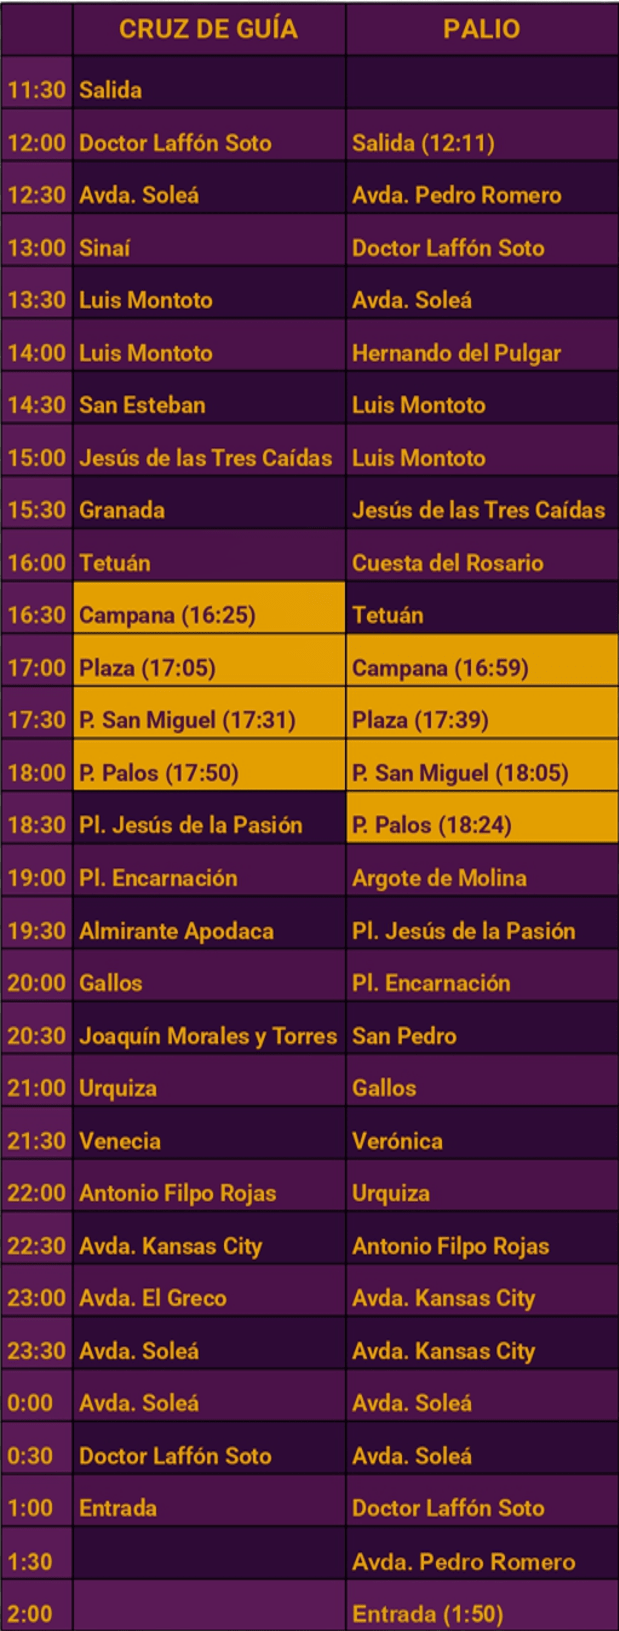 CRUZ DE GUÍA PALIO
11:30 Salida
12:00 Doctor Laffón Soto Salida (12:11)
12:30 Avda. Soleá Avda. Pedro Romero
13:00 Sinaí Doctor Laffón Soto
13:30 Luis Montoto Avda. Soleá
14:00 Luis Montoto Hernando del Pulgar
14:30 San Esteban Luis Montoto
15:00 Jesús de las Tres Caídas Luis Montoto
15:30 Granada Jesús de las Tres Caídas
16:00 Tetuán Cuesta del Rosario
16:30 Campana (16:25) Tetuán
17:00 Plaza (17:05) Campana (16:59)
17:30 P. San Miguel (17:31) Plaza (17:39)
18:00 P. Palos (17:50) P. San Miguel (18:05)
18:30 Pl. Jesús de la Pasión P. Palos (18:24)
19:00 Pl. Encarnación Argote de Molina
19:30 Almirante Apodaca Pl. Jesús de la Pasión
20:00 Gallos Pl. Encarnación
20:30 Joaquín Morales y Torres San Pedro
21:00 Urquiza Gallos
21:30 Venecia Verónica
22:00 Antonio Filpo Rojas Urquiza
22:30 Avda. Kansas City Antonio Filpo Rojas
23:00 Avda. El Greco Avda. Kansas City
23:30 Avda. Soleá Avda. Kansas City
0:00 Avda. Soleá Avda. Soleá
0:30 Doctor Laffón Soto Avda. Soleá
1:00 Entrada Doctor Laffón Soto
1:30 Avda. Pedro Romero
2:00 Entrada (1:50)